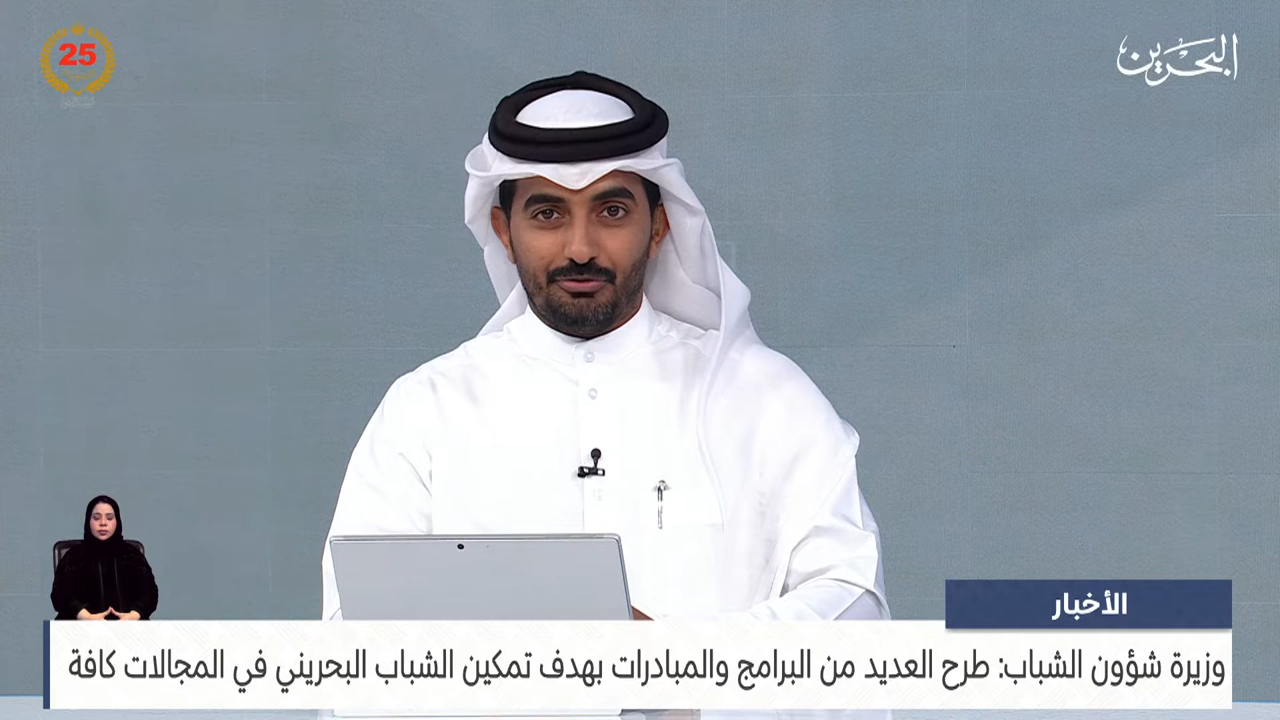 25
البحرين
الأخبار
وزيرة شؤون الشباب: طرح العديد من البرامج والمبادرات بهدف تمكين الشباب البحريني في المجالات كافة